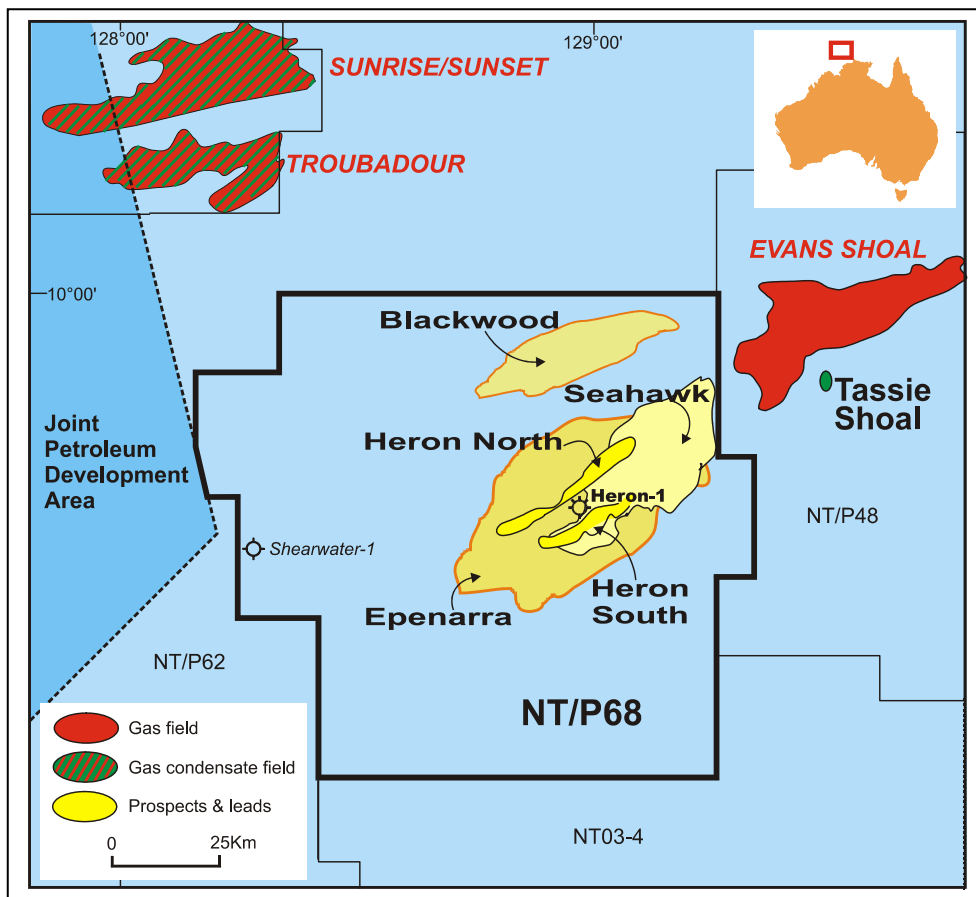 128°00'
129°00'
SUNRISE/SUNSET
TROUBADOUR
EVANS SHOAL
10°00'
Blackwood
Seahawk
Tassie
Shoal
Joint
Petroleum
Development
Area
Heron North
Heron-1
NT/P48
Shearwater-1
Heron
South
Epenarra
NT/P62
NT/P68
Gas field
Gas condensate field
Prospects & leads
0 25Km
NT03-4